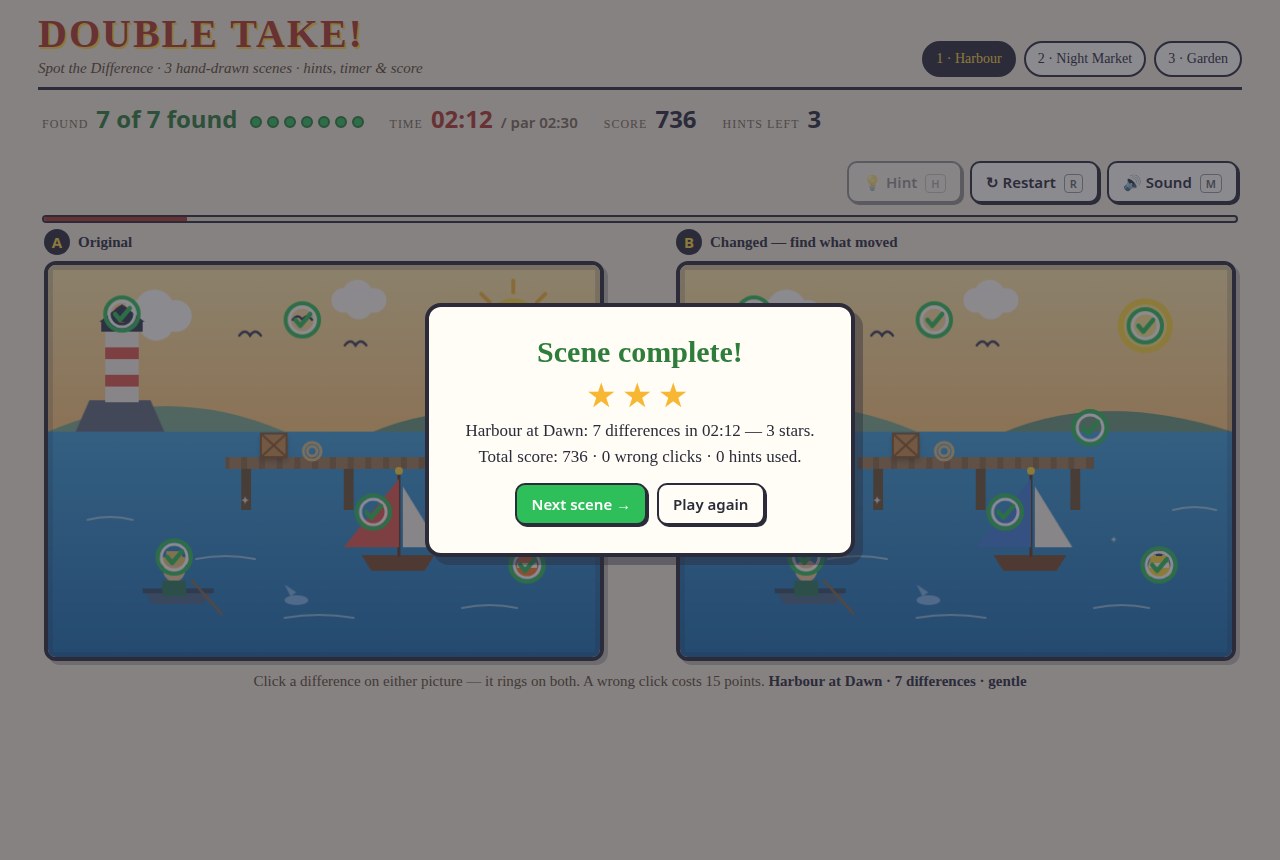 DOUBLE TAKE!
Spot the Difference · 3 hand-drawn scenes · hints, timer & score
1 · Harbour
2 · Night Market
3 · Garden
FOUND 7 of 7 found
TIME 02:12 / par 02:30
SCORE 736
HINTS LEFT 3
💡 Hint H
↻ Restart R
🔊 Sound M
A Original
B Changed — find what moved
Scene complete!
★ ★ ★
Harbour at Dawn: 7 differences in 02:12 — 3 stars.
Total score: 736 · 0 wrong clicks · 0 hints used.
Next scene →
Play again
Click a difference on either picture — it rings on both. A wrong click costs 15 points. Harbour at Dawn · 7 differences · gentle